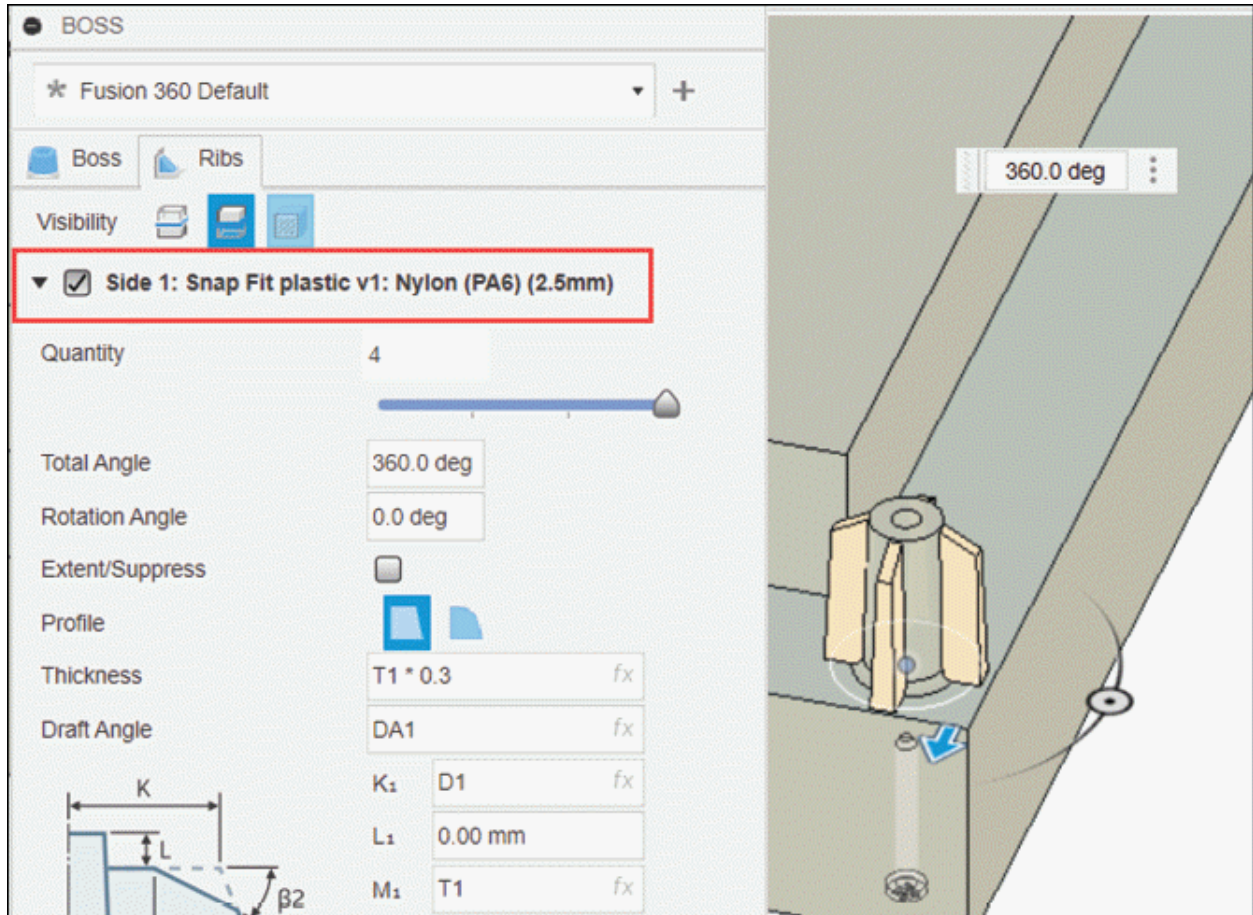 BOSS
Fusion 360 Default
Boss Ribs
Visibility
Side 1: Snap Fit plastic v1: Nylon (PA6) (2.5mm)
Quantity 4
Total Angle 360.0 deg
Rotation Angle 0.0 deg
Extent/Suppress
Profile
Thickness T1 * 0.3 fx
Draft Angle DA1 fx
K₁ D1 fx
L₁ 0.00 mm
M₁ T1 fx
K
L
β2
360.0 deg